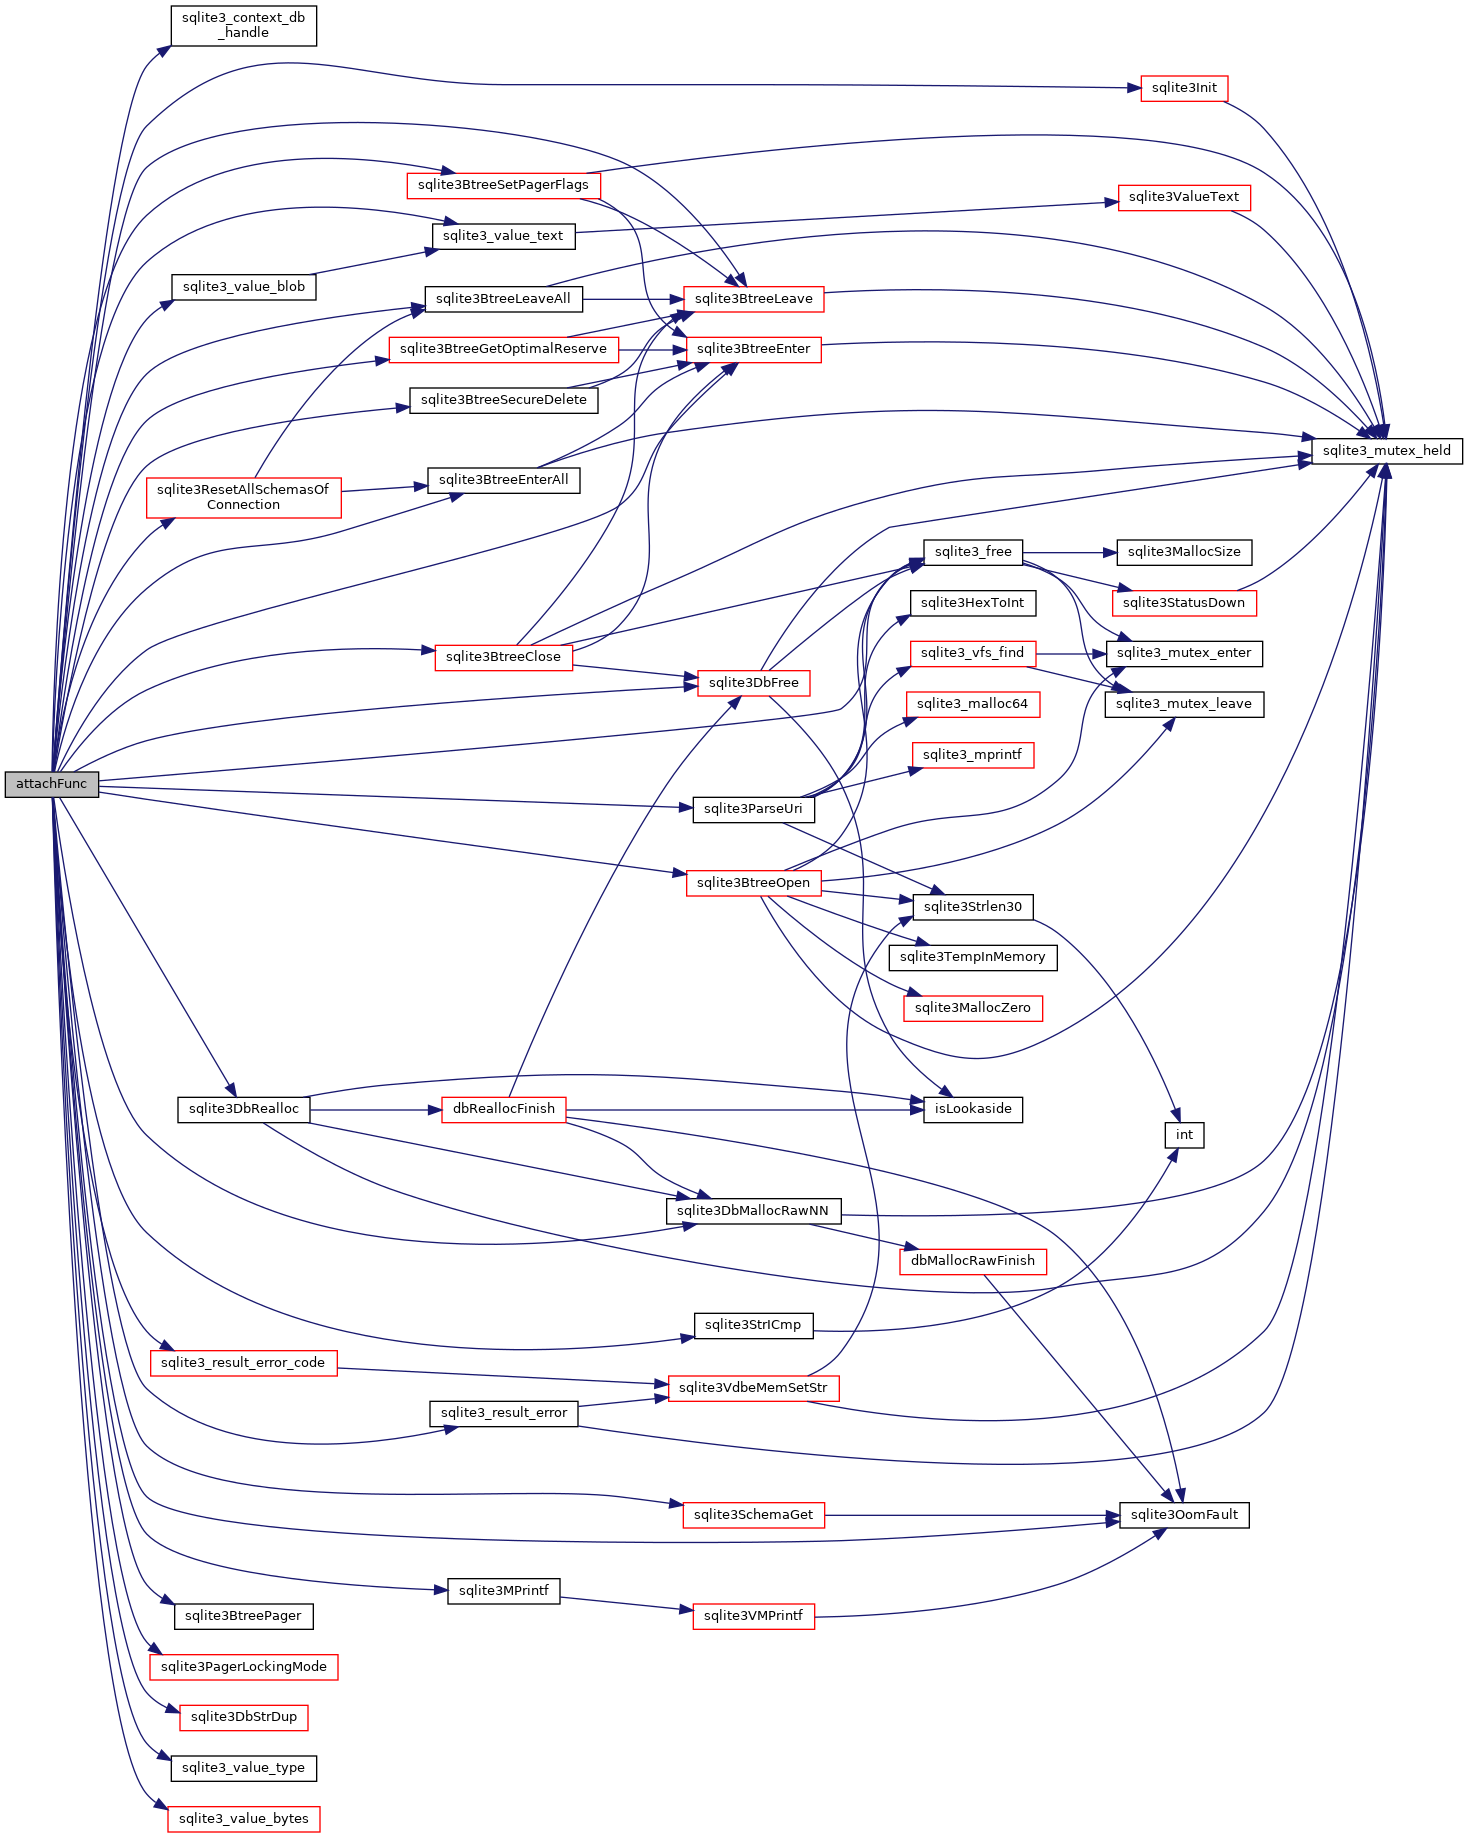 sqlite3_context_db
_handle
sqlite3Init
sqlite3BtreeSetPagerFlags
sqlite3ValueText
sqlite3_value_text
sqlite3_value_blob
sqlite3BtreeLeaveAll
sqlite3BtreeLeave
sqlite3BtreeGetOptimalReserve
sqlite3BtreeEnter
sqlite3BtreeSecureDelete
sqlite3_mutex_held
sqlite3BtreeEnterAll
sqlite3ResetAllSchemasOf
Connection
sqlite3_free
sqlite3MallocSize
sqlite3HexToInt
sqlite3StatusDown
sqlite3BtreeClose
sqlite3_vfs_find
sqlite3_mutex_enter
sqlite3DbFree
sqlite3_malloc64
sqlite3_mutex_leave
sqlite3_mprintf
attachFunc
sqlite3ParseUri
sqlite3BtreeOpen
sqlite3Strlen30
sqlite3TempInMemory
sqlite3MallocZero
sqlite3DbRealloc
dbReallocFinish
isLookaside
int
sqlite3DbMallocRawNN
dbMallocRawFinish
sqlite3StrICmp
sqlite3_result_error_code
sqlite3VdbeMemSetStr
sqlite3_result_error
sqlite3SchemaGet
sqlite3OomFault
sqlite3MPrintf
sqlite3BtreePager
sqlite3VMPrintf
sqlite3PagerLockingMode
sqlite3DbStrDup
sqlite3_value_type
sqlite3_value_bytes